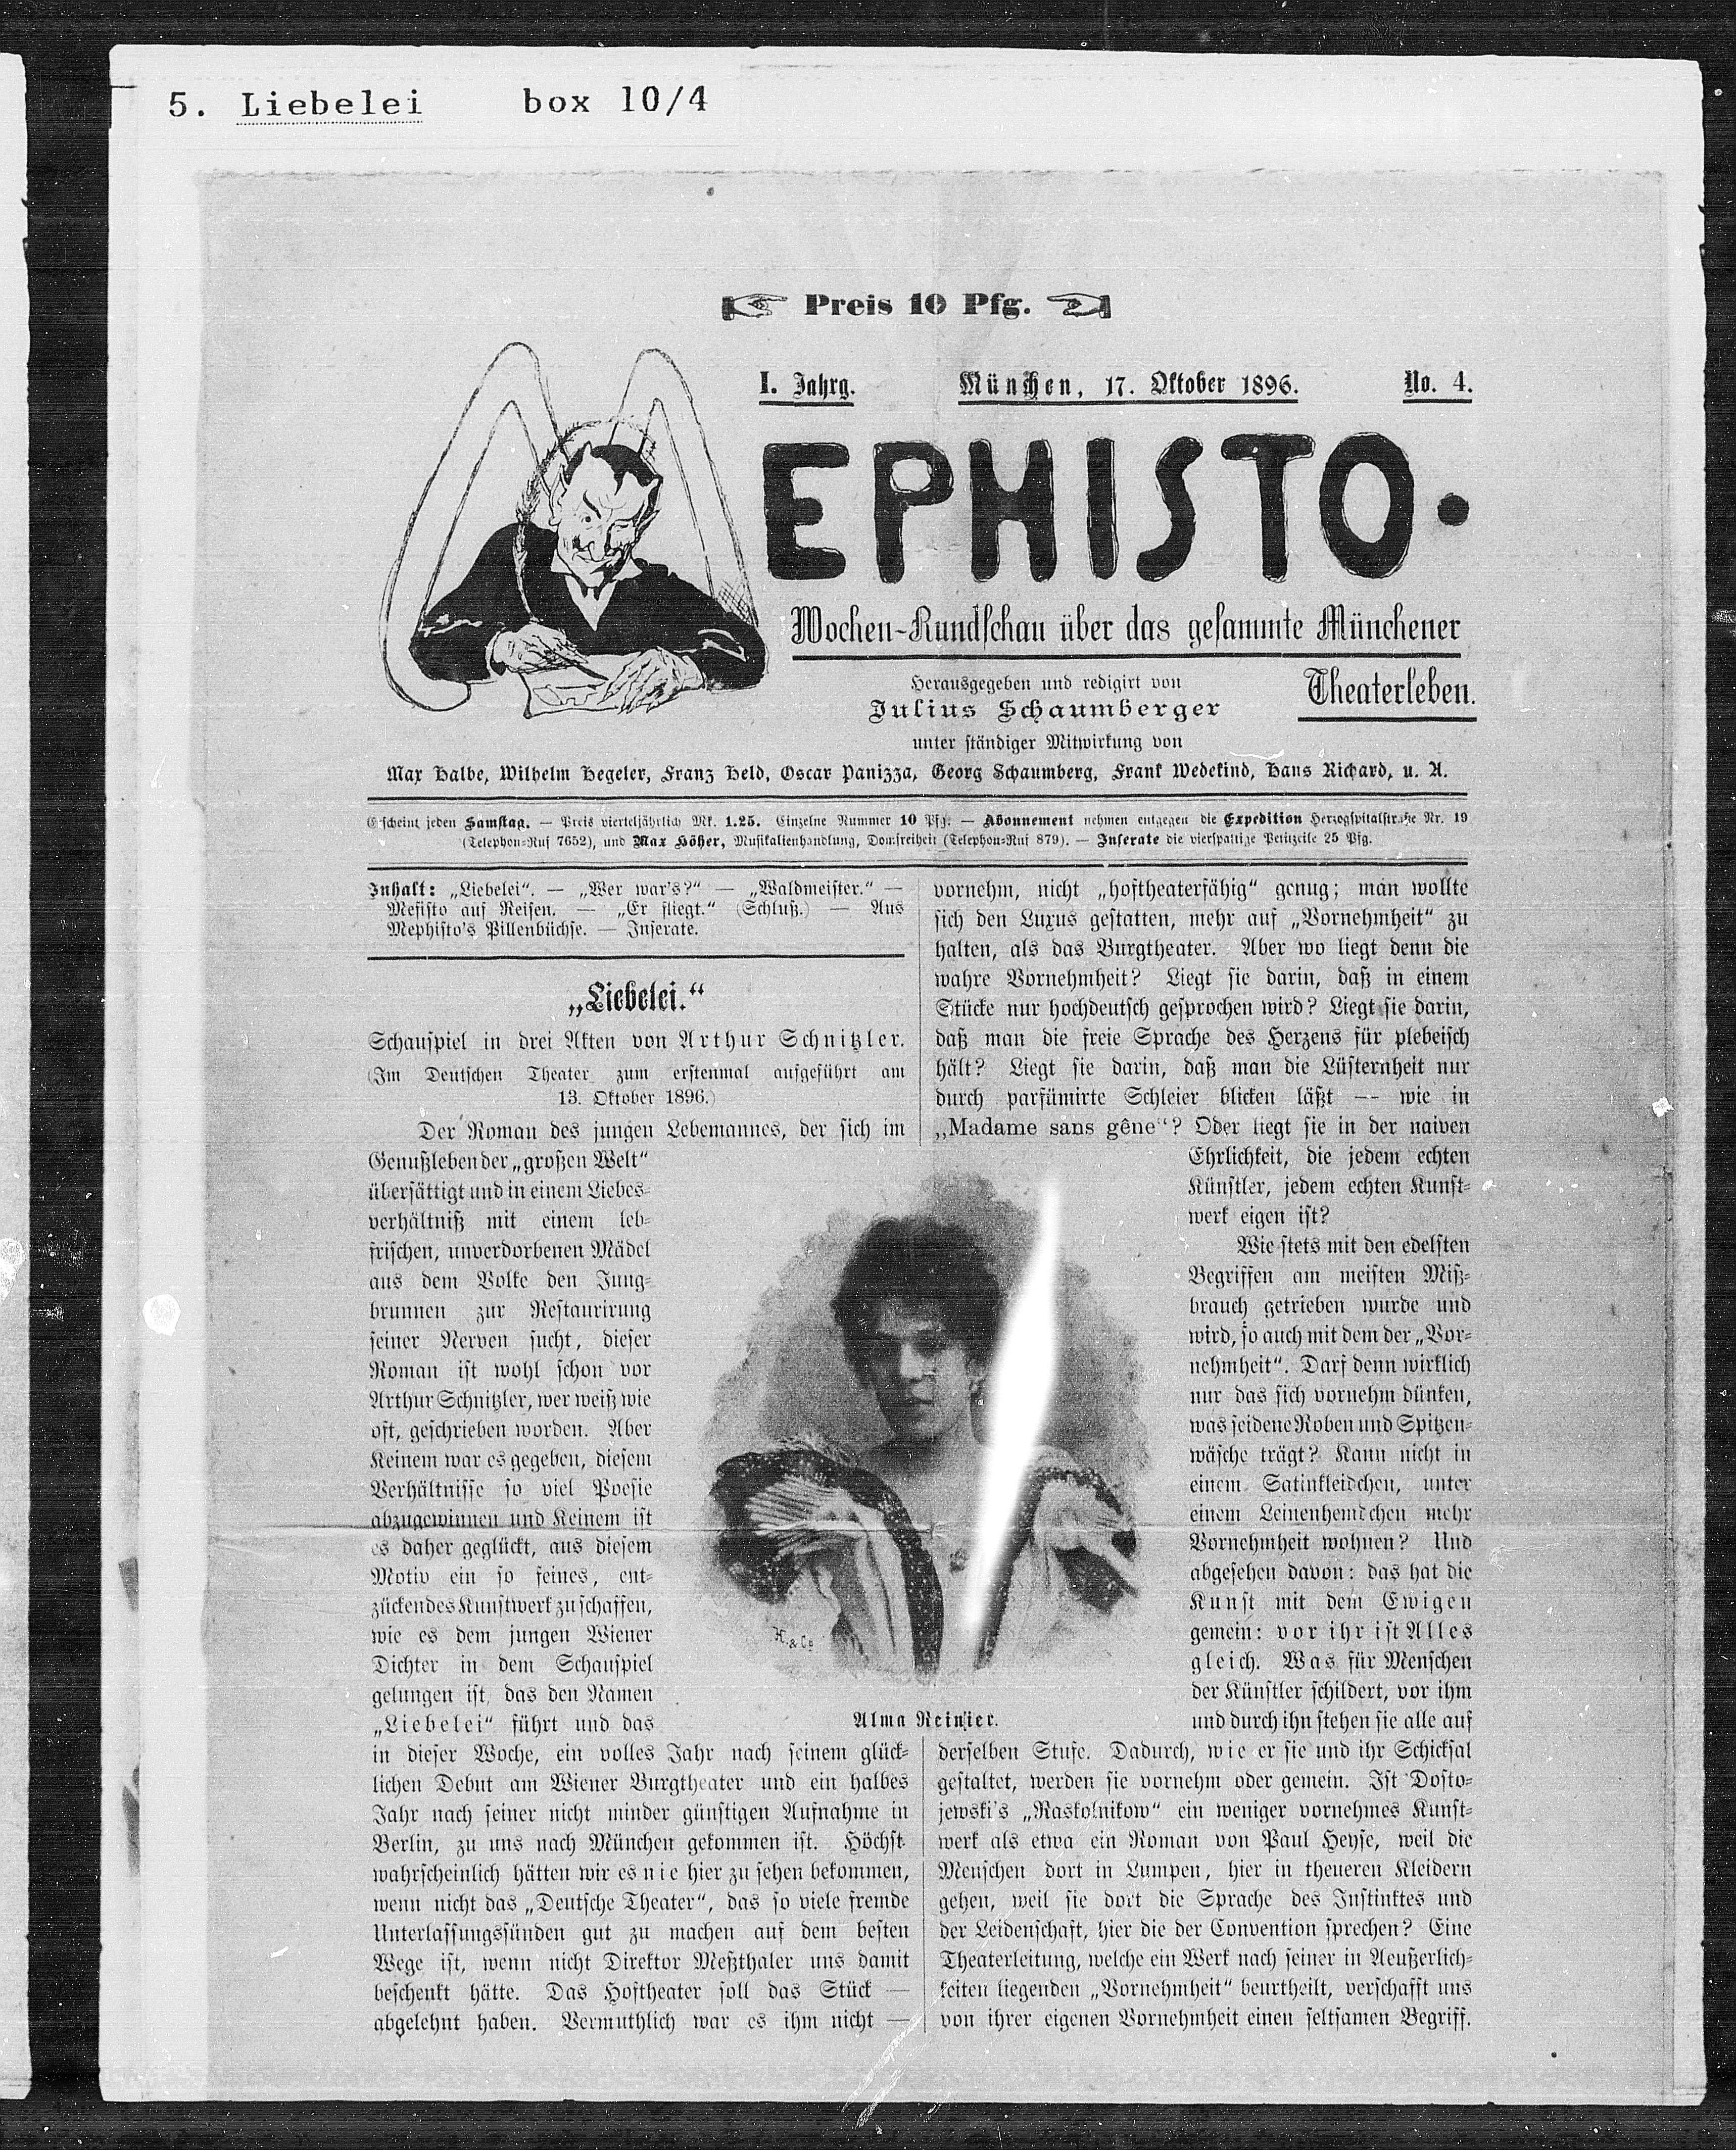 5. Liebelei box 10/4
Preis 10 Pfg.
I. Jahrg. München, 17. Oktober 1896. No. 4.
MEPHISTO.
Wochen-Rundschau über das gesammte Münchener
Theaterleben.
Herausgegeben und redigirt von
Julius Schaumberger
unter ständiger Mitwirkung von
Max Halbe, Wilhelm Hegeler, Franz Held, Oscar Panizza, Georg Schaumberg, Frank Wedekind, Hans Richard, u. A.
Erscheint jeden Samstag. — Preis vierteljährlich Mk. 1.25. Einzelne Nummer 10 Pfg. — Abonnement nehmen entgegen die Expedition Herzogspitalstraße Nr. 19
(Telephon-Ruf 7652), und Max Höher, Musikalienhandlung, Domfreiheit (Telephon-Ruf 879). — Inserate die vierspaltige Petitzeile 25 Pfg.
Inhalt: „Liebelei“. — „Wer war's?“ — „Waldmeister.“ —
Mefisto auf Reisen. — „Er fliegt.“ (Schluß.) — Aus
Mephisto's Pillenbüchse. — Inserate.
„Liebelei.“
Schauspiel in drei Akten von Arthur Schnitzler.
(Im Deutschen Theater zum erstenmal aufgeführt am
13. Oktober 1896.)
Der Roman des jungen Lebemannes, der sich im
Genußleben der „großen Welt“
übersättigt und in einem Liebes-
verhältniß mit einem leb-
frischen, unverdorbenen Mädel
aus dem Volke den Jung-
brunnen zur Restaurirung
seiner Nerven sucht, dieser
Roman ist wohl schon vor
Arthur Schnitzler, wer weiß wie
oft, geschrieben worden. Aber
Keinem war es gegeben, diesem
Verhältnisse so viel Poesie
abzugewinnen und Keinem ist
es daher geglückt, aus diesem
Motiv ein so feines, ent-
zückendes Kunstwerk zu schaffen,
wie es dem jungen Wiener
Dichter in dem Schauspiel
gelungen ist, das den Namen
„Liebelei“ führt und das
in dieser Woche, ein volles Jahr nach seinem glück-
lichen Debut am Wiener Burgtheater und ein halbes
Jahr nach seiner nicht minder günstigen Aufnahme in
Berlin, zu uns nach München gekommen ist. Höchst
wahrscheinlich hätten wir es nie hier zu sehen bekommen,
wenn nicht das „Deutsche Theater“, das so viele fremde
Unterlassungssünden gut zu machen auf dem besten
Wege ist, wenn nicht Direktor Meßthaler uns damit
beschenkt hätte. Das Hoftheater soll das Stück —
abgelehnt haben. Vermuthlich war es ihm nicht —
H. & Co
Alma Renier.
vornehm, nicht „hoftheaterfähig“ genug; man wollte
sich den Luxus gestatten, mehr auf „Vornehmheit“ zu
halten, als das Burgtheater. Aber wo liegt denn die
wahre Vornehmheit? Liegt sie darin, daß in einem
Stücke nur hochdeutsch gesprochen wird? Liegt sie darin,
daß man die freie Sprache des Herzens für plebeisch
hält? Liegt sie darin, daß man die Lüsternheit nur
durch parfümirte Schleier blicken läßt — wie in
„Madame sans gêne“? Oder liegt sie in der naiven
Ehrlichkeit, die jedem echten
Künstler, jedem echten Kunst-
werk eigen ist?
Wie stets mit den edelsten
Begriffen am meisten Miß-
brauch getrieben wurde und
wird, so auch mit dem der „Vor-
nehmheit“. Darf denn wirklich
nur das sich vornehm dünken,
was seidene Roben und Spitzen-
wäsche trägt? Kann nicht in
einem Satinkleidchen, unter
einem Leinenhemdchen mehr
Vornehmheit wohnen? Und
abgesehen davon: das hat die
Kunst mit dem Ewigen
gemein: vor ihr ist Alles
gleich. Was für Menschen
der Künstler schildert, vor ihm
und durch ihn stehen sie alle auf
derselben Stufe. Dadurch, wie er sie und ihr Schicksal
gestaltet, werden sie vornehm oder gemein. Ist Dosto-
jewski's „Raskolnikow“ ein weniger vornehmes Kunst-
werk als etwa ein Roman von Paul Heyse, weil die
Menschen dort in Lumpen, hier in theueren Kleidern
gehen, weil sie dort die Sprache des Instinktes und
der Leidenschaft, hier die der Convention sprechen? Eine
Theaterleitung, welche ein Werk nach seiner in Aeußerlich-
keiten liegenden „Vornehmheit“ beurtheilt, verschafft uns
von ihrer eigenen Vornehmheit einen seltsamen Begriff.